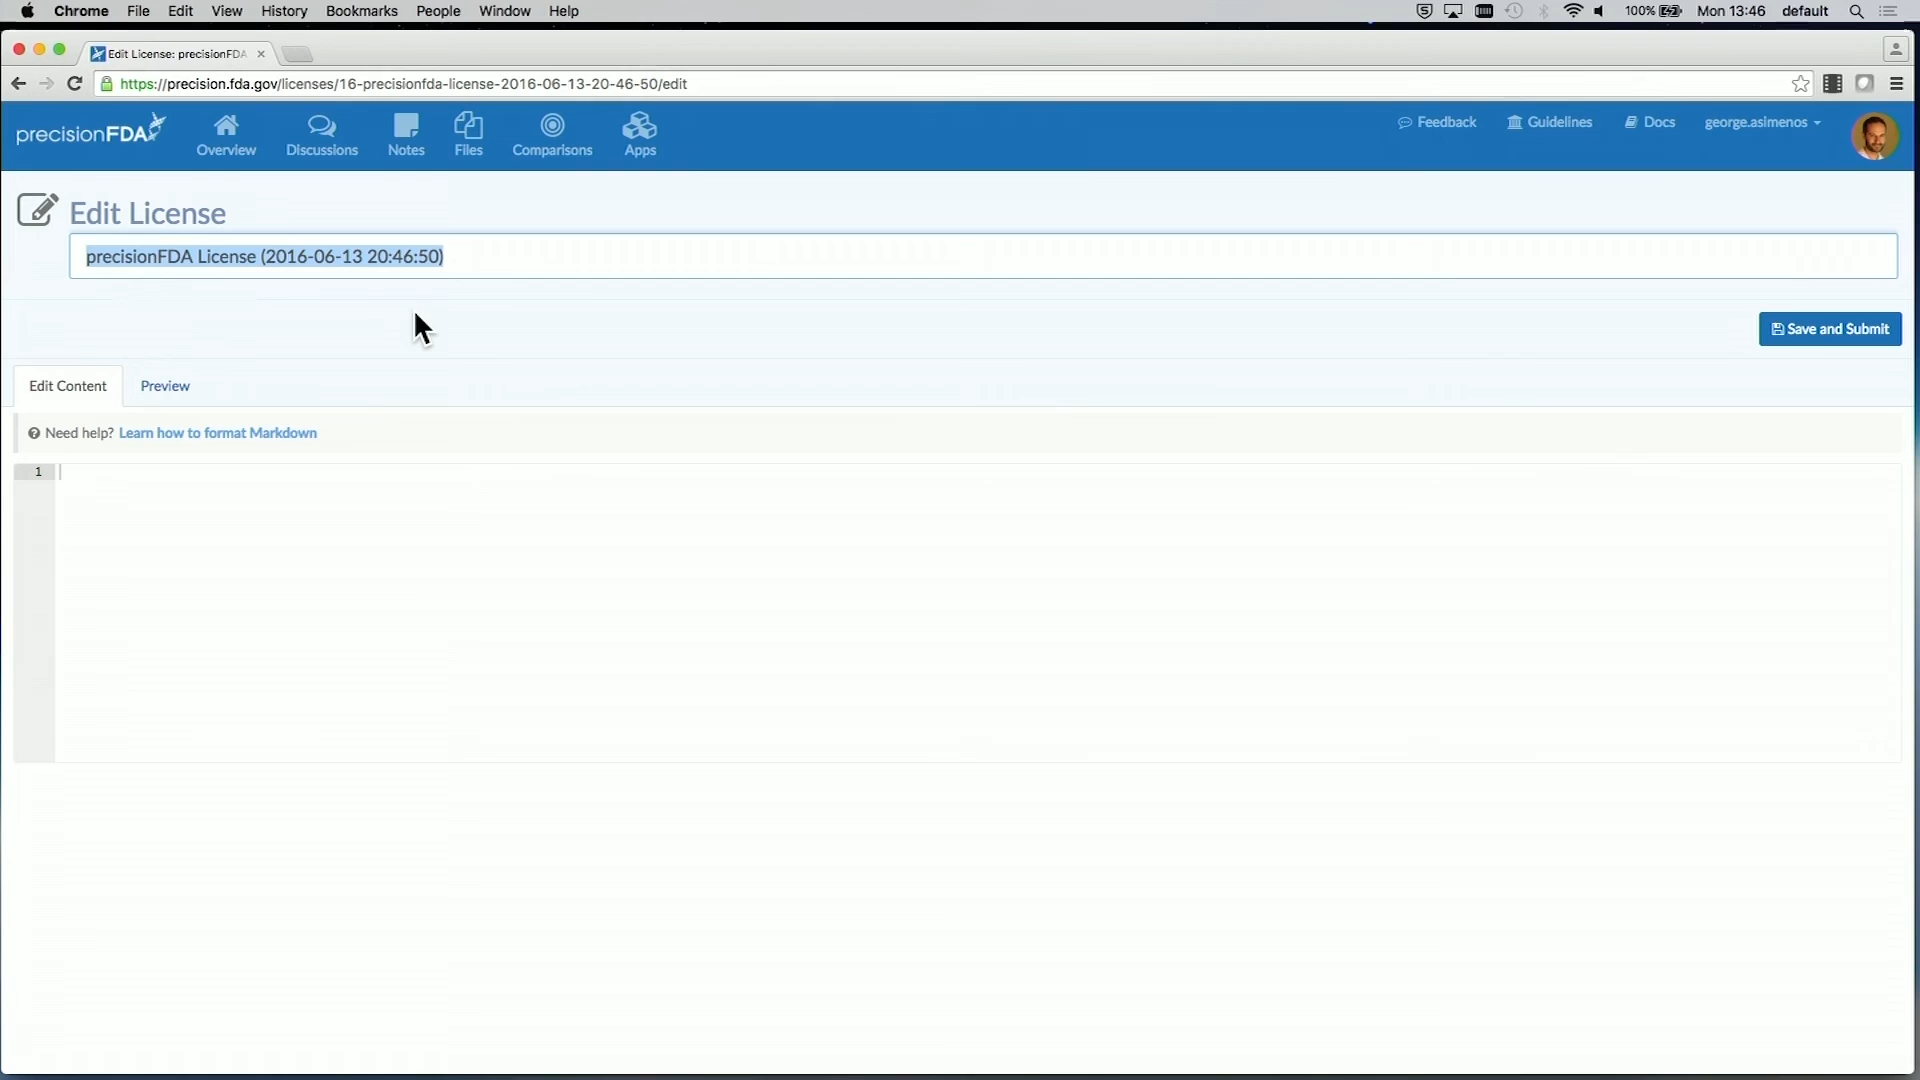 Chrome File Edit View History Bookmarks People Window Help 100% Mon 13:46 default
Edit License: precisionFDA
https://precision.fda.gov/licenses/16-precisionfda-license-2016-06-13-20-46-50/edit
precisionFDA Overview Discussions Notes Files Comparisons Apps Feedback Guidelines Docs george.asimenos
Edit License
precisionFDA License (2016-06-13 20:46:50)
Save and Submit
Edit Content Preview
Need help? Learn how to format Markdown
1